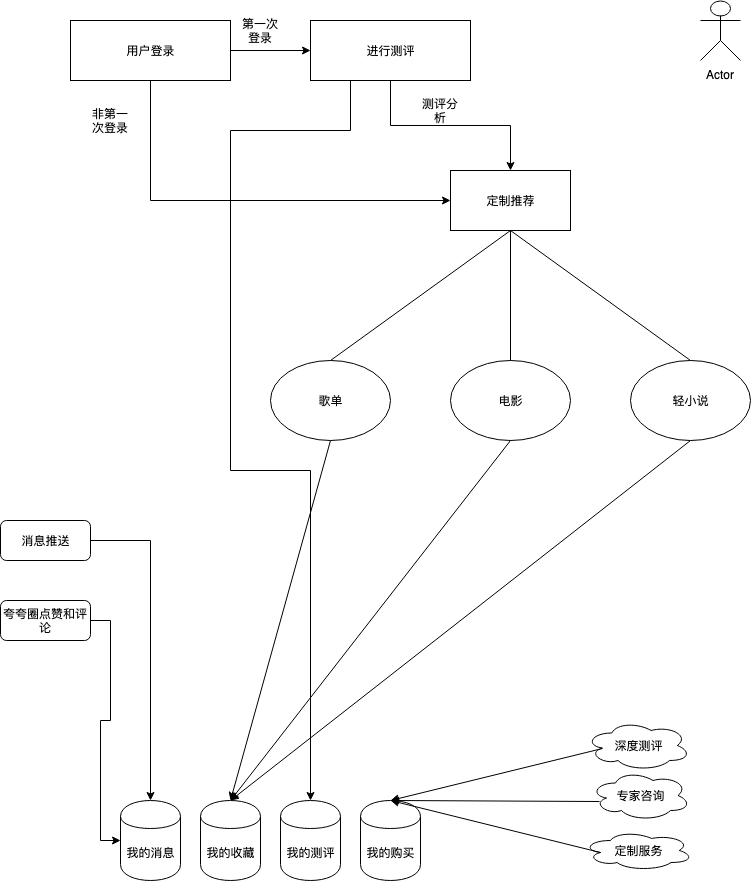 第一次
登录
用户登录
进行测评
Actor
非第一
次登录
测评分
析
定制推荐
歌单
电影
轻小说
消息推送
夸夸圈点赞和评
论
深度测评
专家咨询
定制服务
我的消息
我的收藏
我的测评
我的购买